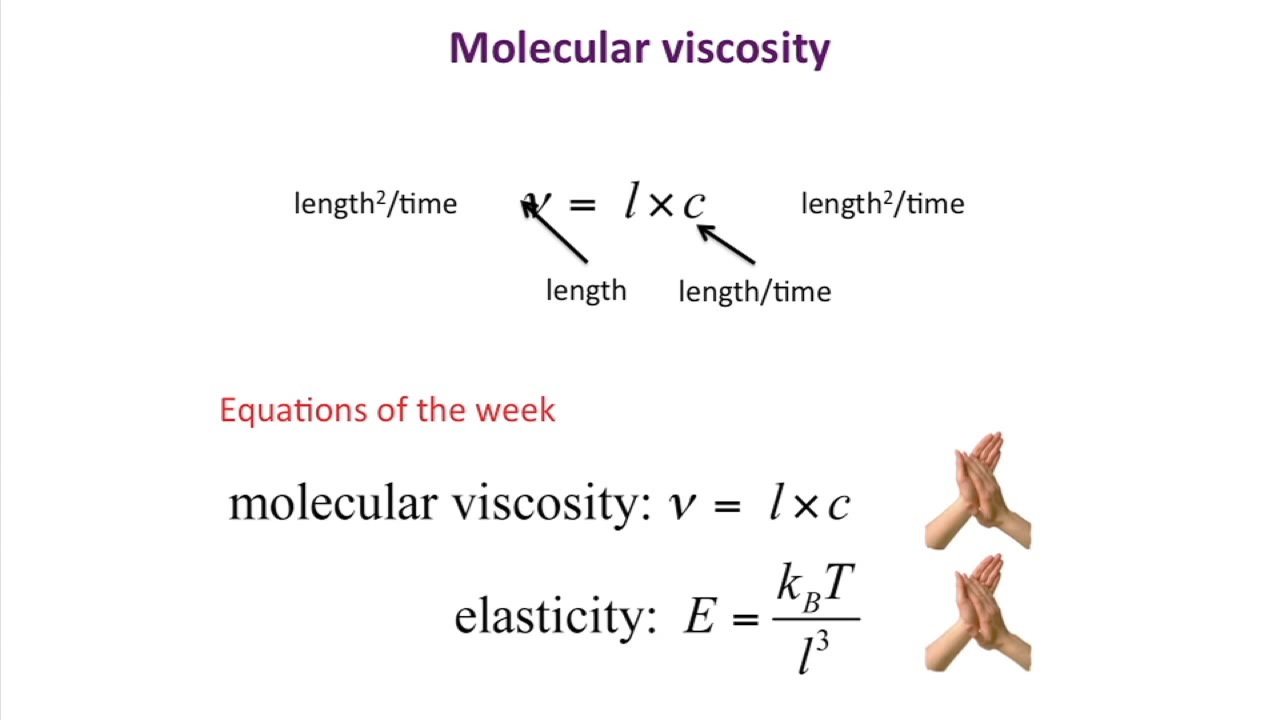 Molecular viscosity
length²/time ν = l × c length²/time
length length/time
Equations of the week
molecular viscosity: ν = l × c
elasticity: E = k_B T / l³